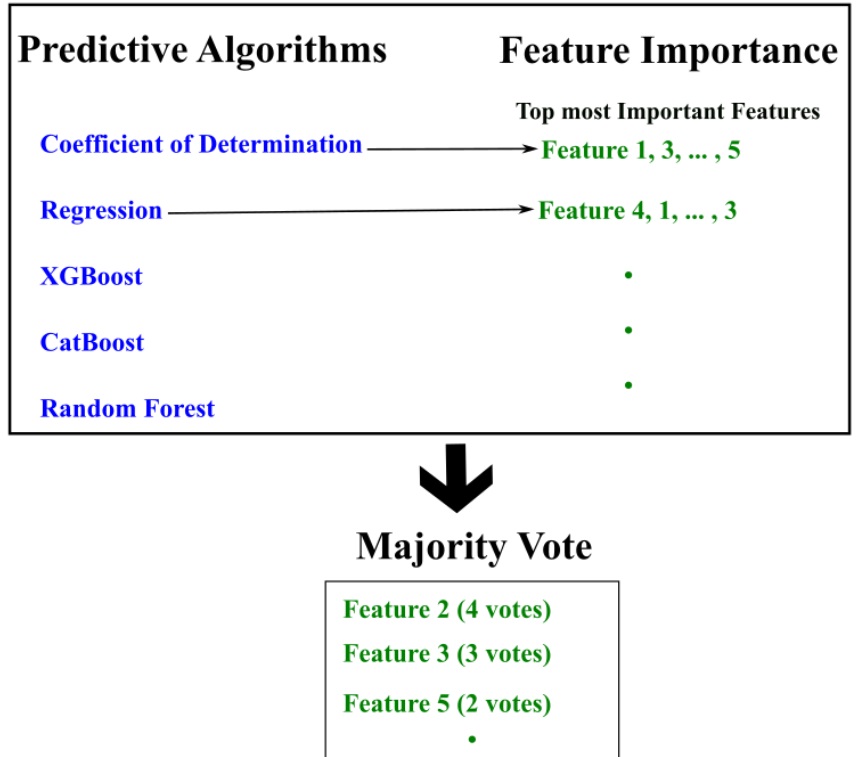 Predictive Algorithms
Feature Importance
Top most Important Features
Coefficient of Determination
Feature 1, 3, ... , 5
Regression
Feature 4, 1, ... , 3
XGBoost
CatBoost
Random Forest
Majority Vote
Feature 2 (4 votes)
Feature 3 (3 votes)
Feature 5 (2 votes)